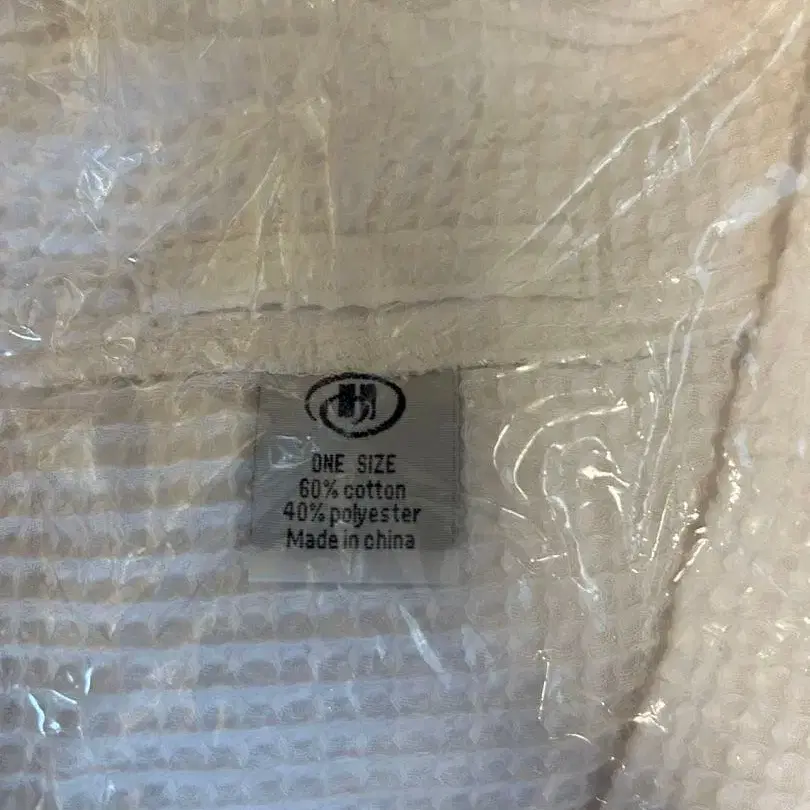 ONE SIZE
60% cotton
40% polyester
Made in china